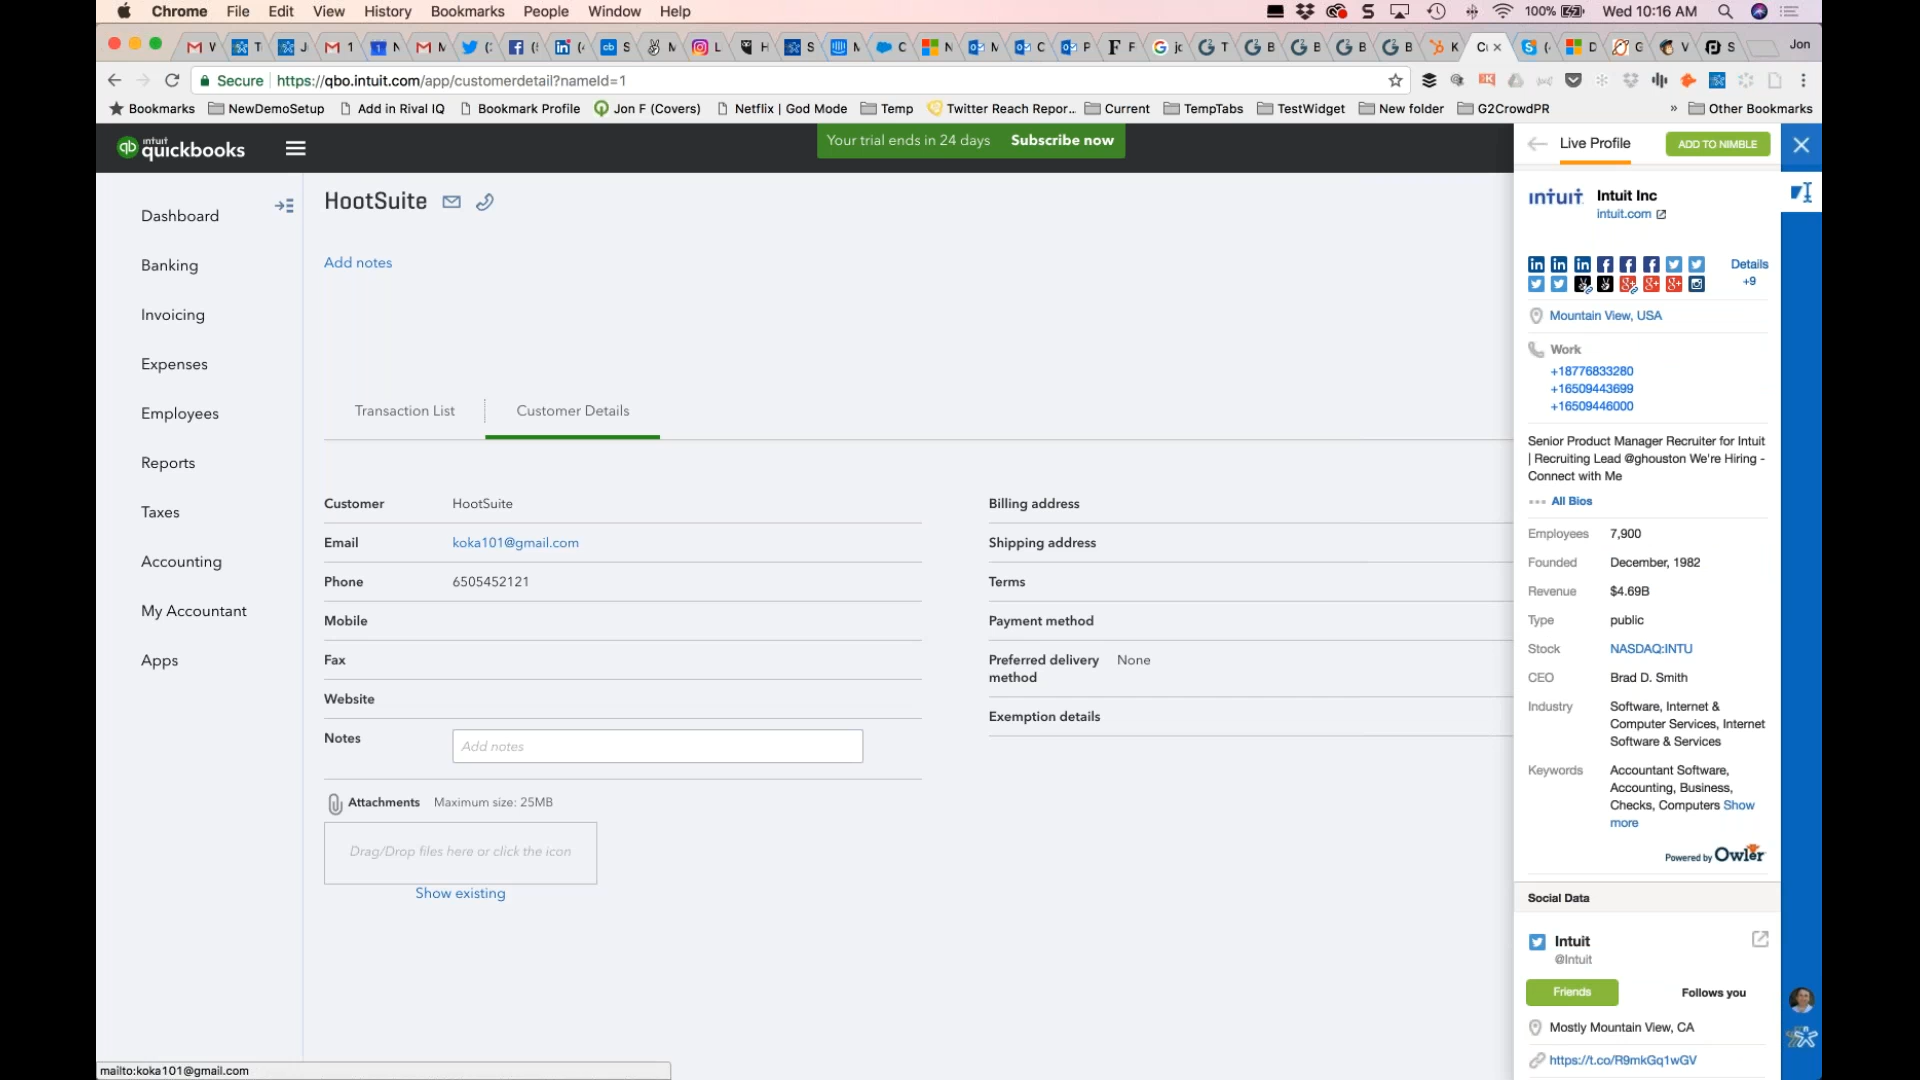 Chrome File Edit View History Bookmarks People Window Help 100% Wed 10:16 AM
Jon
Secure https://qbo.intuit.com/app/customerdetail?nameId=1
Bookmarks NewDemoSetup Add in Rival IQ Bookmark Profile Jon F (Covers) Netflix | God Mode Temp Twitter Reach Repor... Current TempTabs TestWidget New folder G2CrowdPR » Other Bookmarks
intuit quickbooks
Your trial ends in 24 days Subscribe now
Dashboard
Banking
Invoicing
Expenses
Employees
Reports
Taxes
Accounting
My Accountant
Apps
HootSuite
Add notes
Transaction List Customer Details
Customer HootSuite
Email koka101@gmail.com
Phone 6505452121
Mobile
Fax
Website
Notes Add notes
Attachments Maximum size: 25MB
Drag/Drop files here or click the icon
Show existing
Billing address
Shipping address
Terms
Payment method
Preferred delivery None
method
Exemption details
Live Profile ADD TO NIMBLE
intuit Intuit Inc
intuit.com
Details
+9
Mountain View, USA
Work
+18776833280
+16509443699
+16509446000
Senior Product Manager Recruiter for Intuit
| Recruiting Lead @ghouston We're Hiring -
Connect with Me
All Bios
Employees 7,900
Founded December, 1982
Revenue $4.69B
Type public
Stock NASDAQ:INTU
CEO Brad D. Smith
Industry Software, Internet &
Computer Services, Internet
Software & Services
Keywords Accountant Software,
Accounting, Business,
Checks, Computers Show
more
Powered by Owler
Social Data
Intuit
@Intuit
Friends Follows you
Mostly Mountain View, CA
https://t.co/R9mkGq1wGV
mailto:koka101@gmail.com